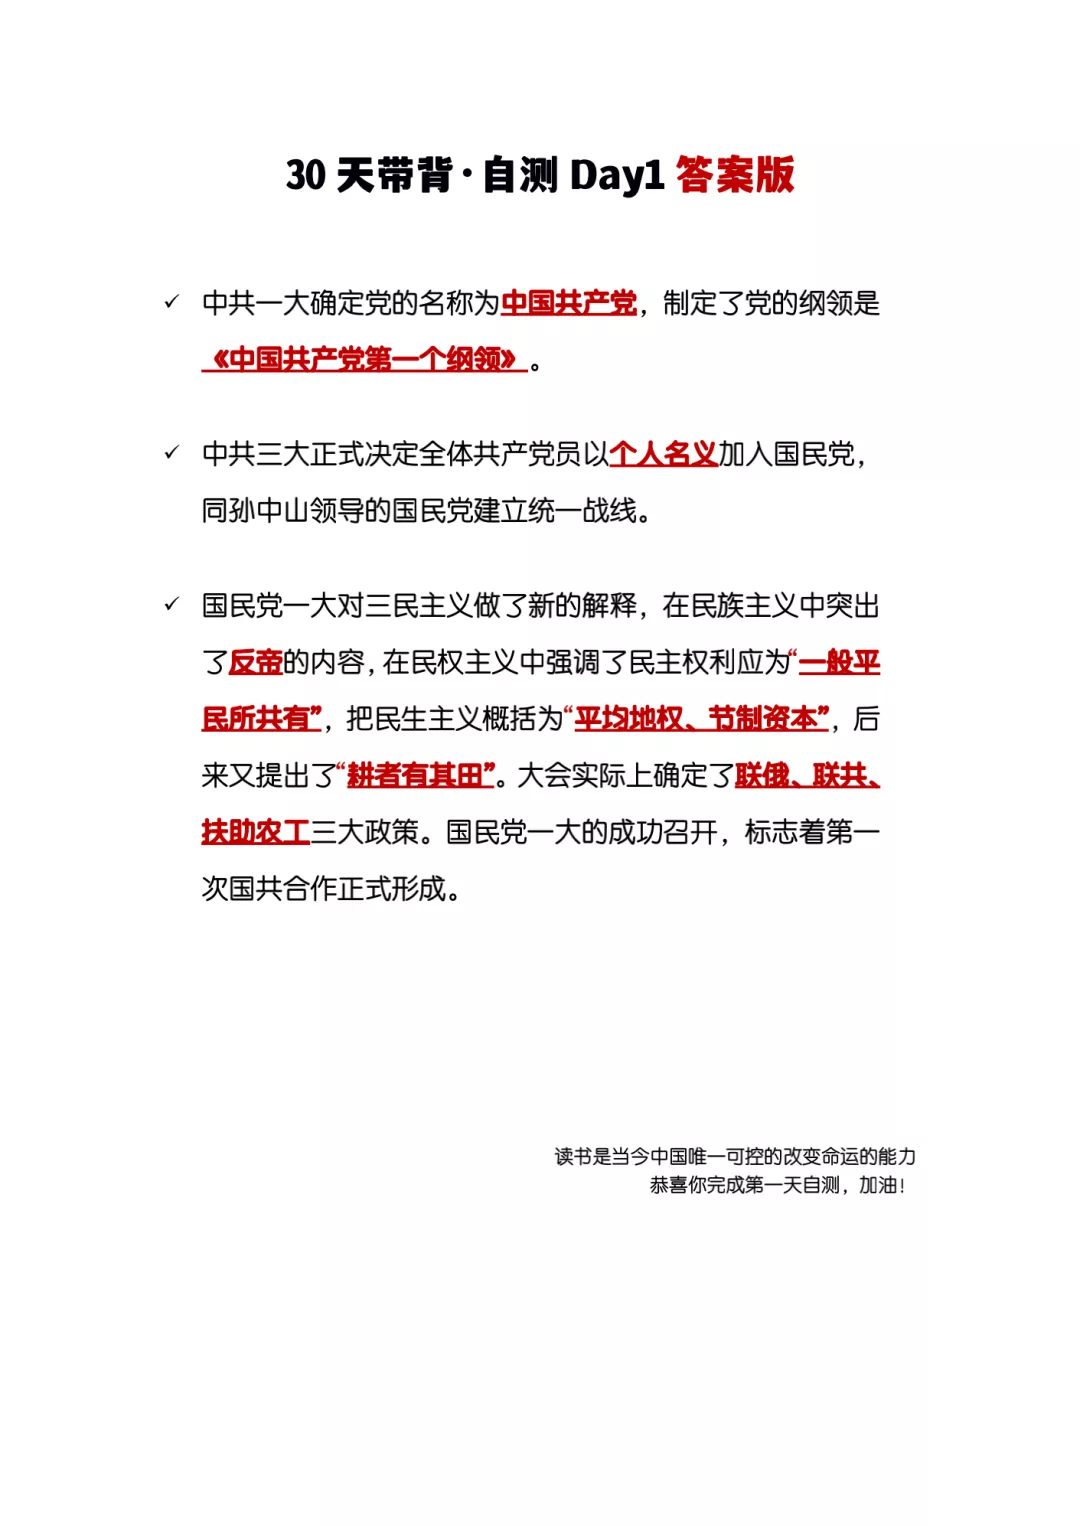 30 天带背·自测 Day1 答案版
✓ 中共一大确定党的名称为中国共产党，制定了党的纲领是
《中国共产党第一个纲领》。
✓ 中共三大正式决定全体共产党员以个人名义加入国民党，
同孙中山领导的国民党建立统一战线。
✓ 国民党一大对三民主义做了新的解释，在民族主义中突出
了反帝的内容，在民权主义中强调了民主权利应为“一般平
民所共有”，把民生主义概括为“平均地权、节制资本”，后
来又提出了“耕者有其田”。大会实际上确定了联俄、联共、
扶助农工三大政策。国民党一大的成功召开，标志着第一
次国共合作正式形成。
读书是当今中国唯一可控的改变命运的能力
恭喜你完成第一天自测，加油！